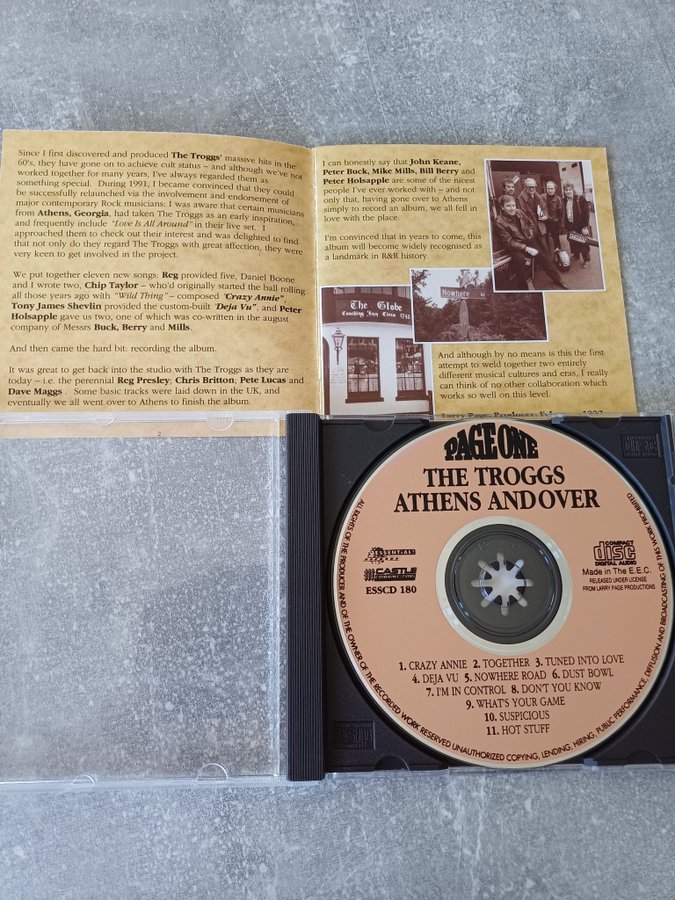 Since I first discovered and produced The Troggs' massive hits in the
60's, they have gone on to achieve cult status – and although we've not
worked together for many years, I've always regarded them as
something special. During 1991, I became convinced that they could
be successfully relaunched via the involvement and endorsement of
major contemporary Rock musicians: I was aware that certain musicians
from Athens, Georgia, had taken The Troggs as an early inspiration,
and frequently include "Love Is All Around" in their live set. I
approached them to check out their interest and was delighted to find
that not only do they regard The Troggs with great affection, they were
very keen to get involved in the project.
We put together eleven new songs: Reg provided five, Daniel Boone
and I wrote two, Chip Taylor – who'd originally started the ball rolling
all those years ago with "Wild Thing" – composed "Crazy Annie",
Tony James Shevlin provided the custom-built "Deja Vu", and Peter
Holsapple gave us two, one of which was co-written in the august
company of Messrs Buck, Berry and Mills.
And then came the hard bit: recording the album.
It was great to get back into the studio with The Troggs as they are
today – i.e. the perennial Reg Presley; Chris Britton; Pete Lucas and
Dave Maggs . Some basic tracks were laid down in the UK, and
eventually we all went over to Athens to finish the album.
2
I can honestly say that John Keane,
Peter Buck, Mike Mills, Bill Berry and
Peter Holsapple are some of the nicest
people I've ever worked with – and not
only that, having gone over to Athens
simply to record an album, we all fell in
love with the place.
I'm convinced that in years to come, this
album will become widely recognised as
a landmark in R&R history.
Nowhere
The Globe
Coaching Inn Circa
And although by no means is this the first
attempt to weld together two entirely
different musical cultures and eras, I really
can think of no other collaboration which
works so well on this level.
Larry Page, Producer
PAGE ONE
THE TROGGS
ATHENS ANDOVER
ESSENTIAL!
CASTLE
COMMUNICATIONS
ESSCD 180
COMPACT
disc
DIGITAL AUDIO
Made in The E.E.C.
RELEASED UNDER LICENSE
FROM LARRY PAGE PRODUCTIONS
1. CRAZY ANNIE 2. TOGETHER 3. TUNED INTO LOVE
4. DEJA VU 5. NOWHERE ROAD 6. DUST BOWL
7. I'M IN CONTROL 8. DON'T YOU KNOW
9. WHAT'S YOUR GAME
10. SUSPICIOUS
11. HOT STUFF
ALL RIGHTS OF THE PRODUCER AND OF THE OWNER OF THE RECORDED WORK RESERVED UNAUTHORIZED COPYING, LENDING, HIRING, PUBLIC PERFORMANCE, DIFFUSION AND BROADCASTING OF THIS WORK PROHIBITED